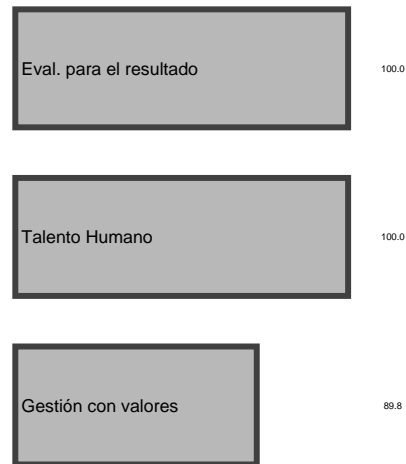 Eval. para el resultado 100.0
Talento Humano 100.0
Gestión con valores 89.8